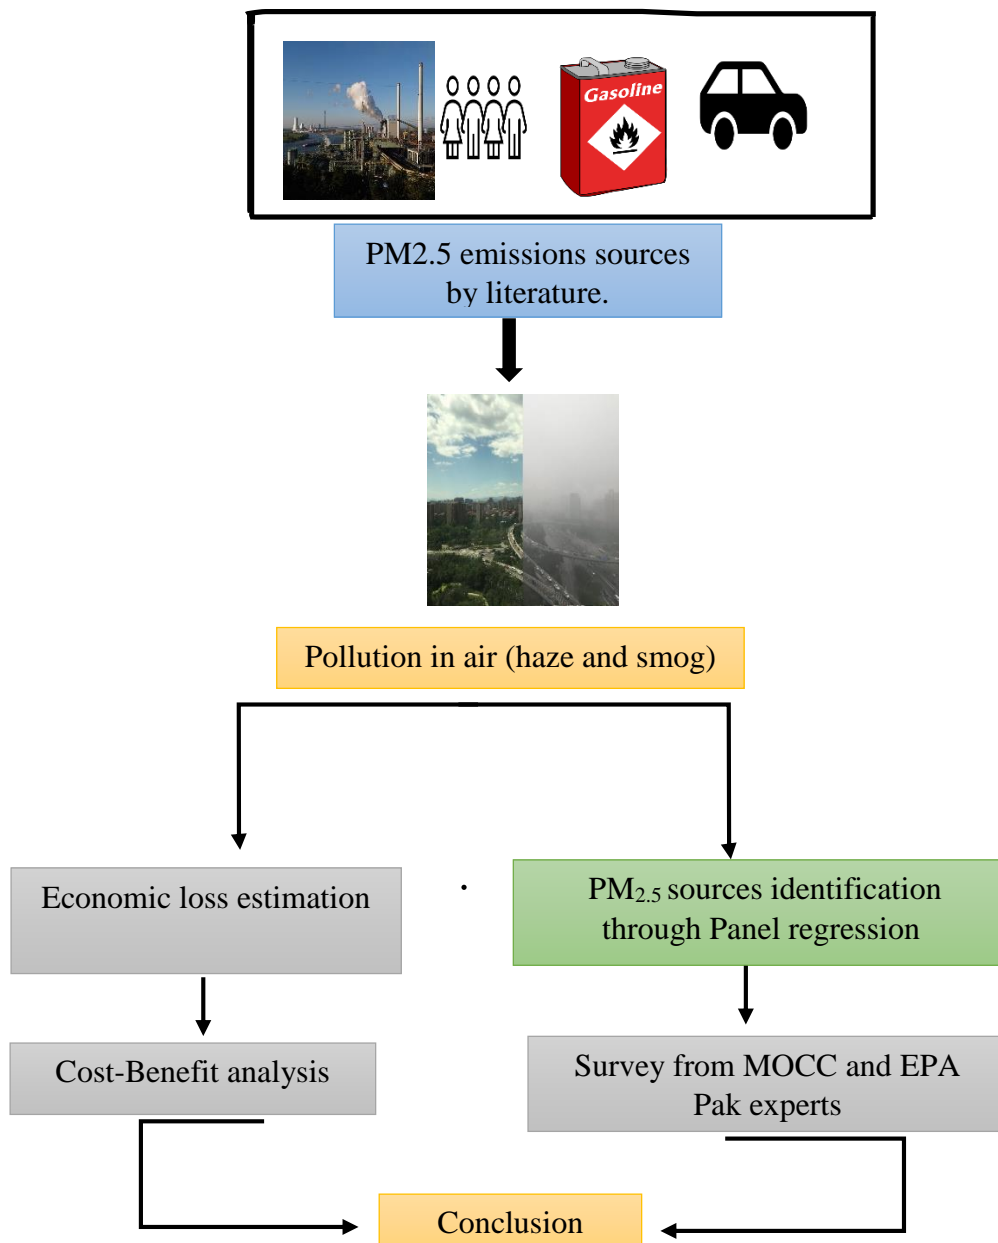 Gasoline
PM2.5 emissions sources
by literature.
Pollution in air (haze and smog)
Economic loss estimation
.
PM2.5 sources identification
through Panel regression
Cost-Benefit analysis
Survey from MOCC and EPA
Pak experts
Conclusion